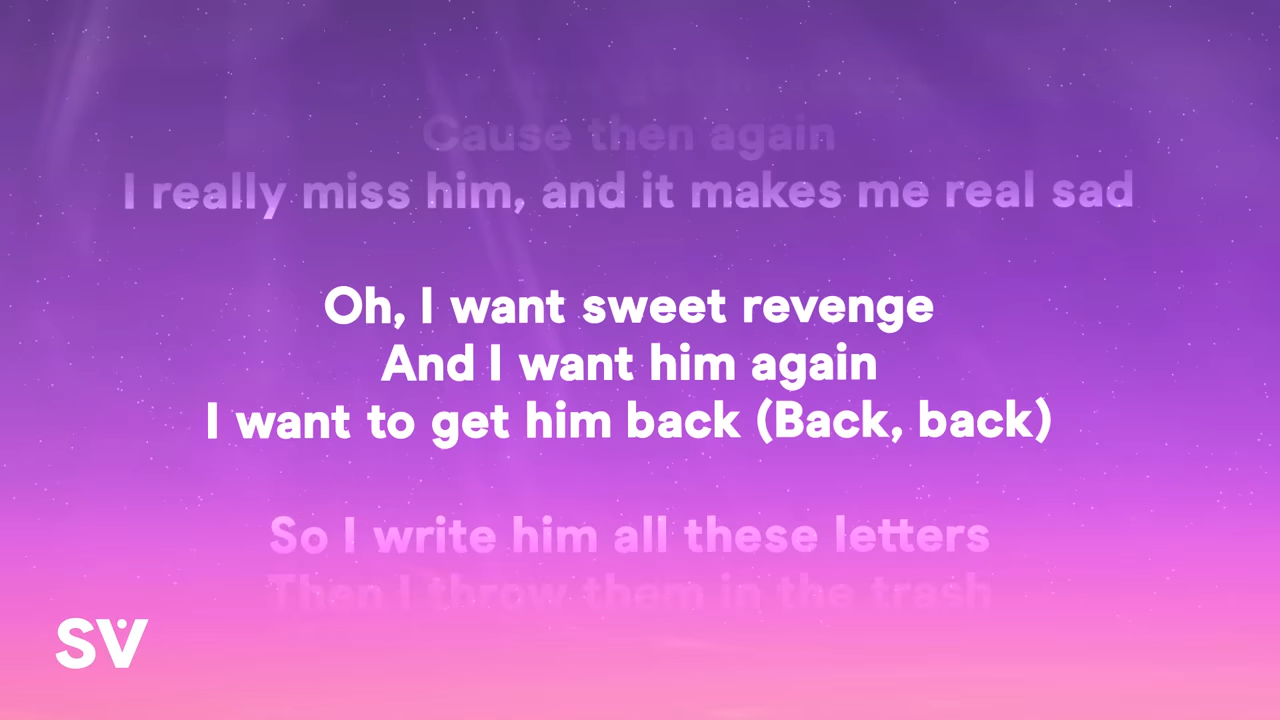 Cause then again
I really miss him, and it makes me real sad
Oh, I want sweet revenge
And I want him again
I want to get him back (Back, back)
So I write him all these letters
Then I throw them in the trash
SV